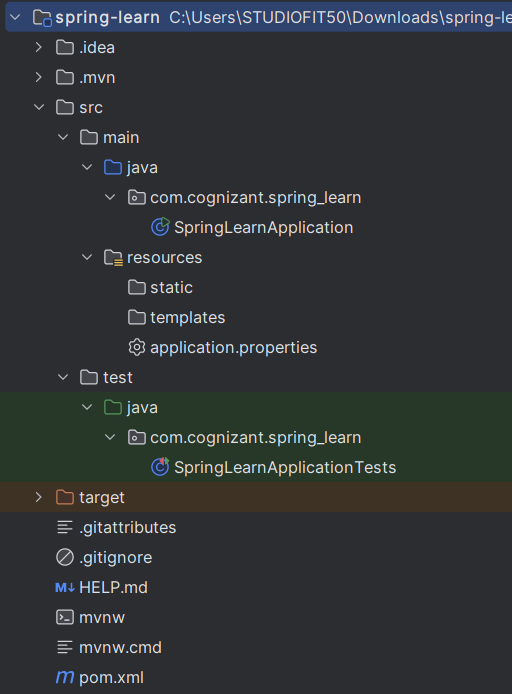 spring-learn C:\Users\STUDIOFIT50\Downloads\spring-le
.idea
.mvn
src
main
java
com.cognizant.spring_learn
SpringLearnApplication
resources
static
templates
application.properties
test
java
com.cognizant.spring_learn
SpringLearnApplicationTests
target
.gitattributes
.gitignore
M↓ HELP.md
mvnw
mvnw.cmd
m pom.xml